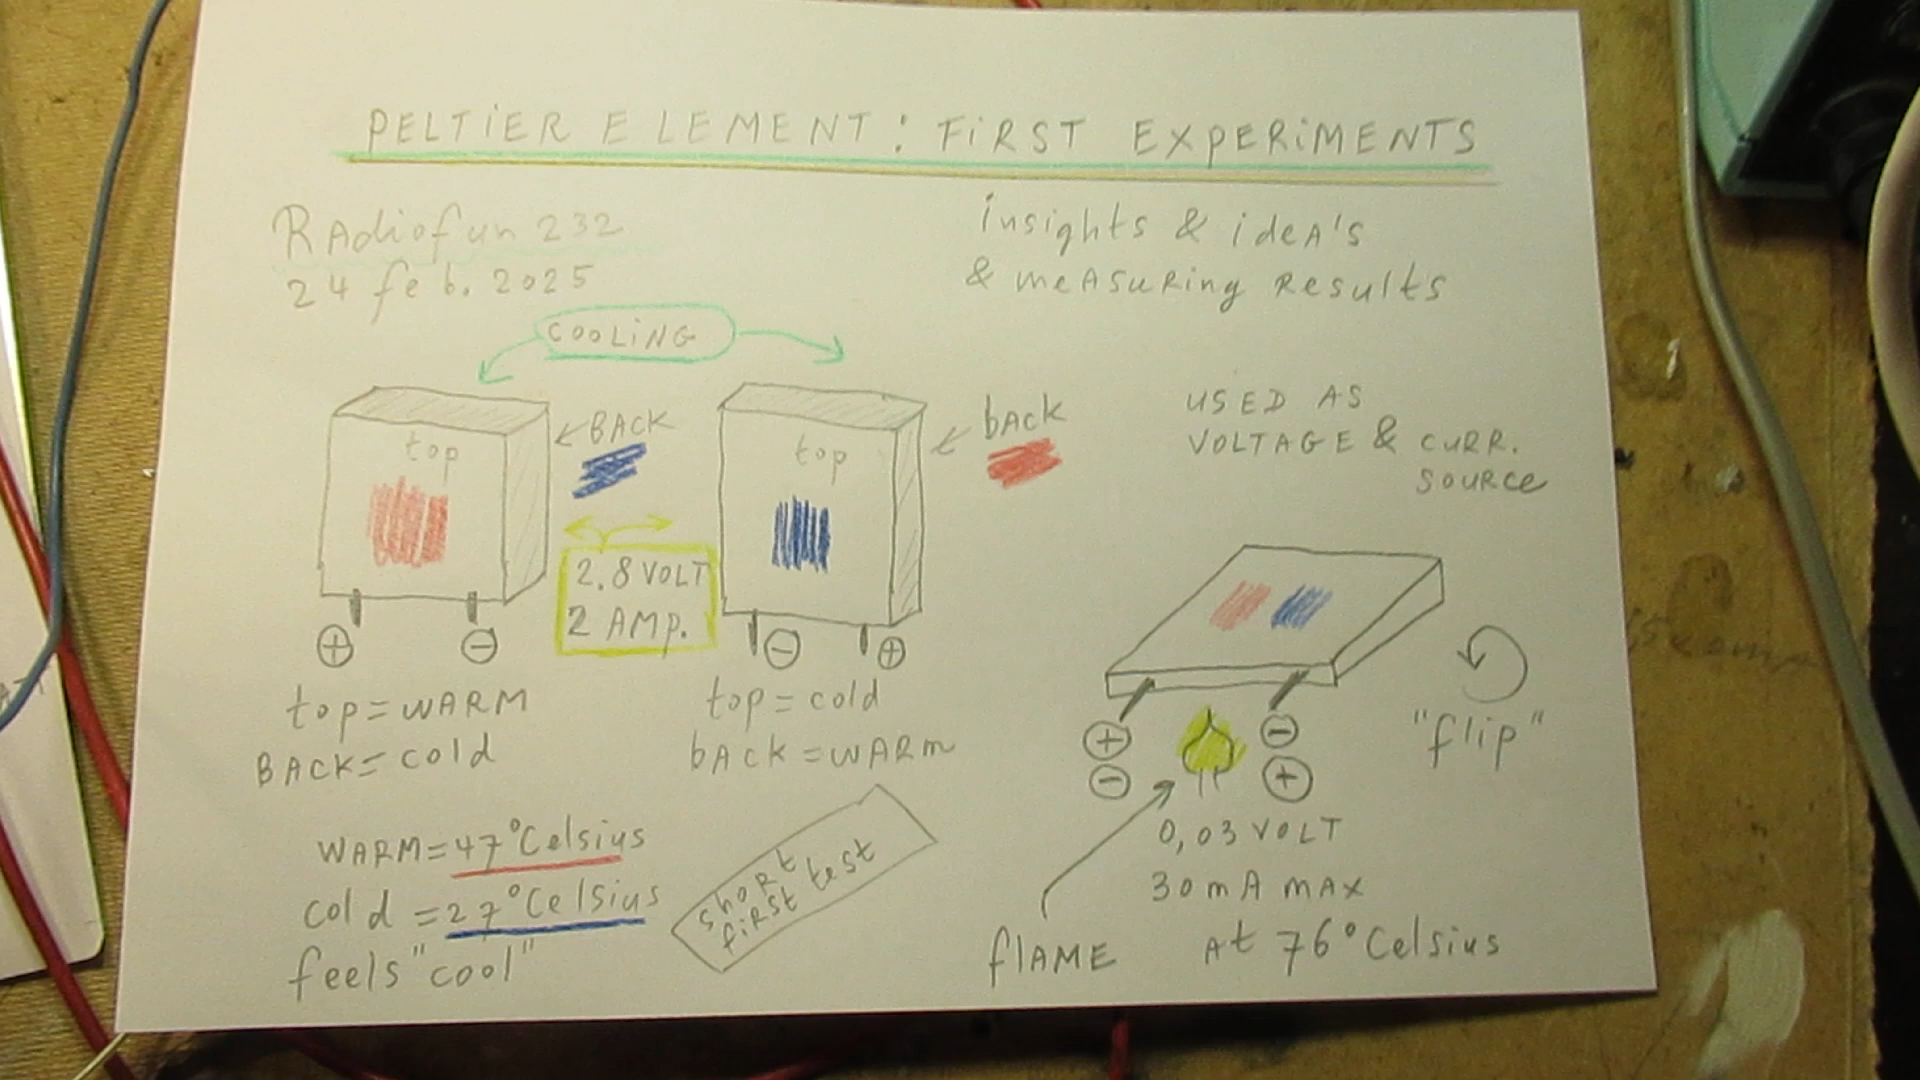 PELTiER ELEMENT: FiRST EXPERiMENTS
RAdiofun 232
24 feb. 2025
insights & ideA's
& meAsuRing Results
COOLiNG
top
BACK
top
bACK
USED AS
VOLTAGE & CURR.
SOURCE
2.8 VOLT
2 AMP.
+
-
-
+
top = WARM
BACK = cold
top = cold
bACK = WARM
"flip"
+
-
-
+
WARM = 47°Celsius
cold = 27°Celsius
feels "cool"
shoRt
fiRst test
0,03 VOLT
30 mA MAX
At 76° Celsius
flAME